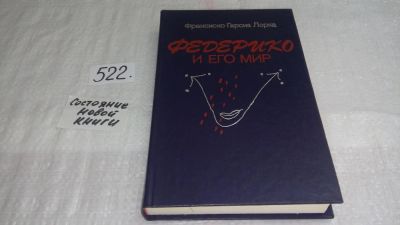 522.
Состояние
новой
книги
Франсиско Гарсиа Лорка
ФЕДЕРИКО
И ЕГО МИР